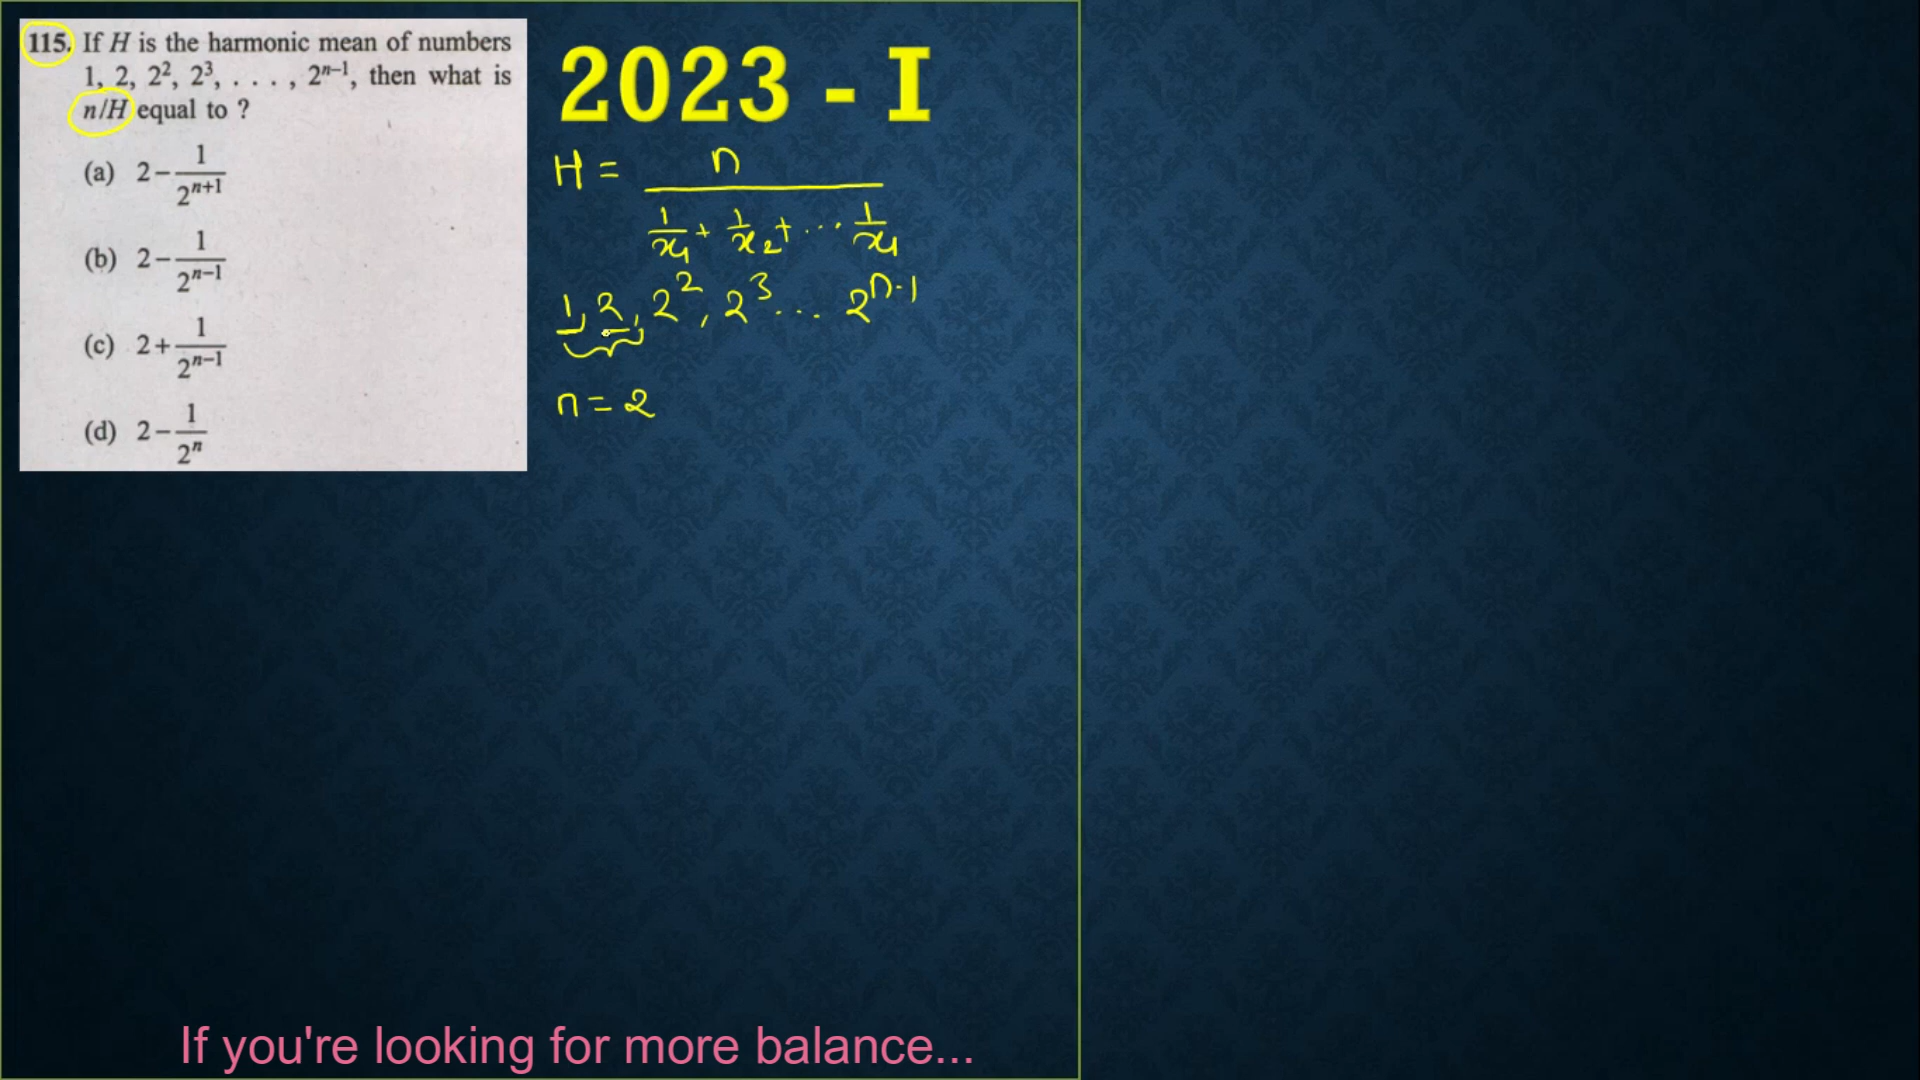 115. If H is the harmonic mean of numbers
1, 2, 2², 2³, . . . , 2ⁿ⁻¹, then what is
n/H equal to ?
(a) 2 − 1/2ⁿ⁺¹
(b) 2 − 1/2ⁿ⁻¹
(c) 2 + 1/2ⁿ⁻¹
(d) 2 − 1/2ⁿ
2023 - I
H = n / (1/x₁ + 1/x₂ + ... 1/x₁)
1, 2, 2², 2³ ... 2ⁿ⁻¹
n = 2
If you're looking for more balance...